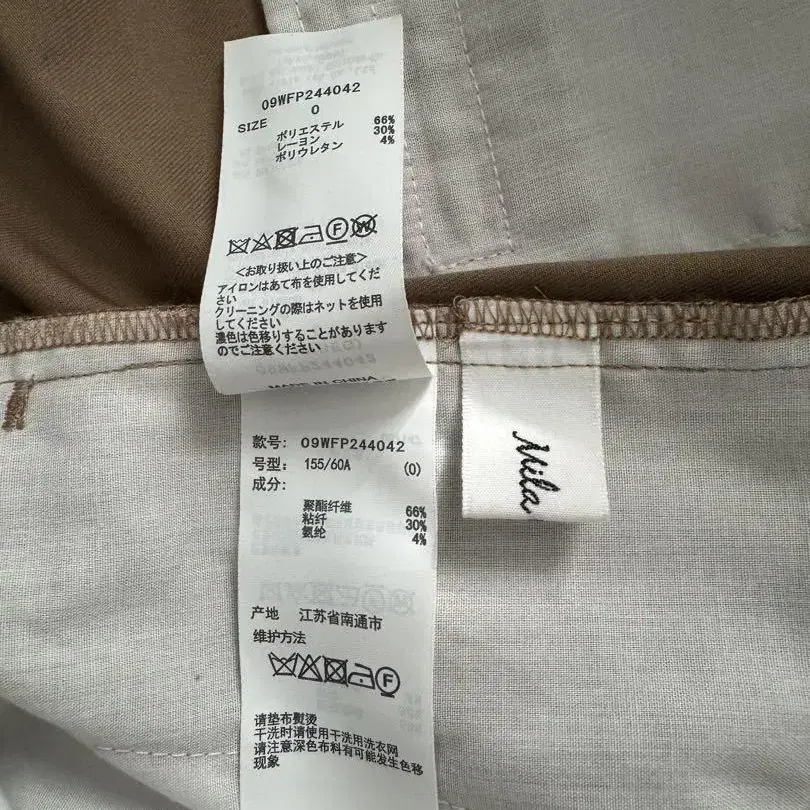 09WFP244042
SIZE 0
ポリエステル 66%
レーヨン 30%
ポリウレタン 4%
F W
<お取り扱い上のご注意>
アイロンはあて布を使用してくだ
さい
クリーニングの際はネットを使用
してください
濃色は色移りすることがあります
のでご注意ください
MADE IN CHINA
款号: 09WFP244042
号型: 155/60A (0)
成分:
聚酯纤维 66%
粘纤 30%
氨纶 4%
产地 江苏省南通市
维护方法
F
请垫布熨烫
干洗时请使用干洗用洗衣网
请注意深色布料有可能发生色移
现象
Mila